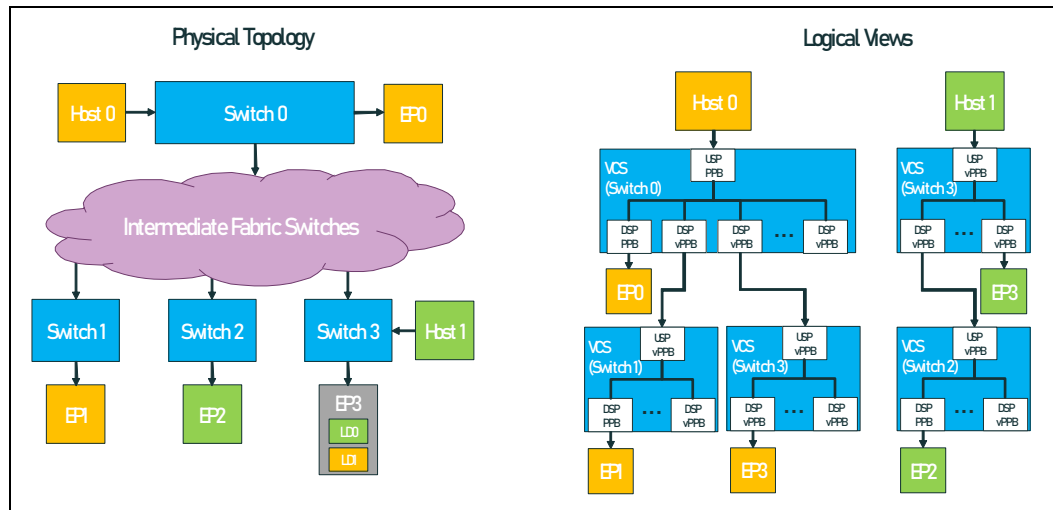 Physical Topology
Host 0
Switch 0
EP0
Intermediate Fabric Switches
Switch 1
Switch 2
Switch 3
Host 1
EP1
EP2
EP3
LD0
LD1
Logical Views
Host 0
Host 1
VCS
(Switch 0)
USP
PPB
DSP
PPB
DSP
vPPB
DSP
vPPB
...
DSP
vPPB
EP0
VCS
(Switch 3)
USP
vPPB
DSP
vPPB
...
DSP
vPPB
EP3
VCS
(Switch 1)
USP
vPPB
DSP
PPB
...
DSP
vPPB
EP1
VCS
(Switch 3)
USP
vPPB
DSP
vPPB
...
DSP
vPPB
EP3
VCS
(Switch 2)
USP
vPPB
DSP
PPB
...
DSP
vPPB
EP2